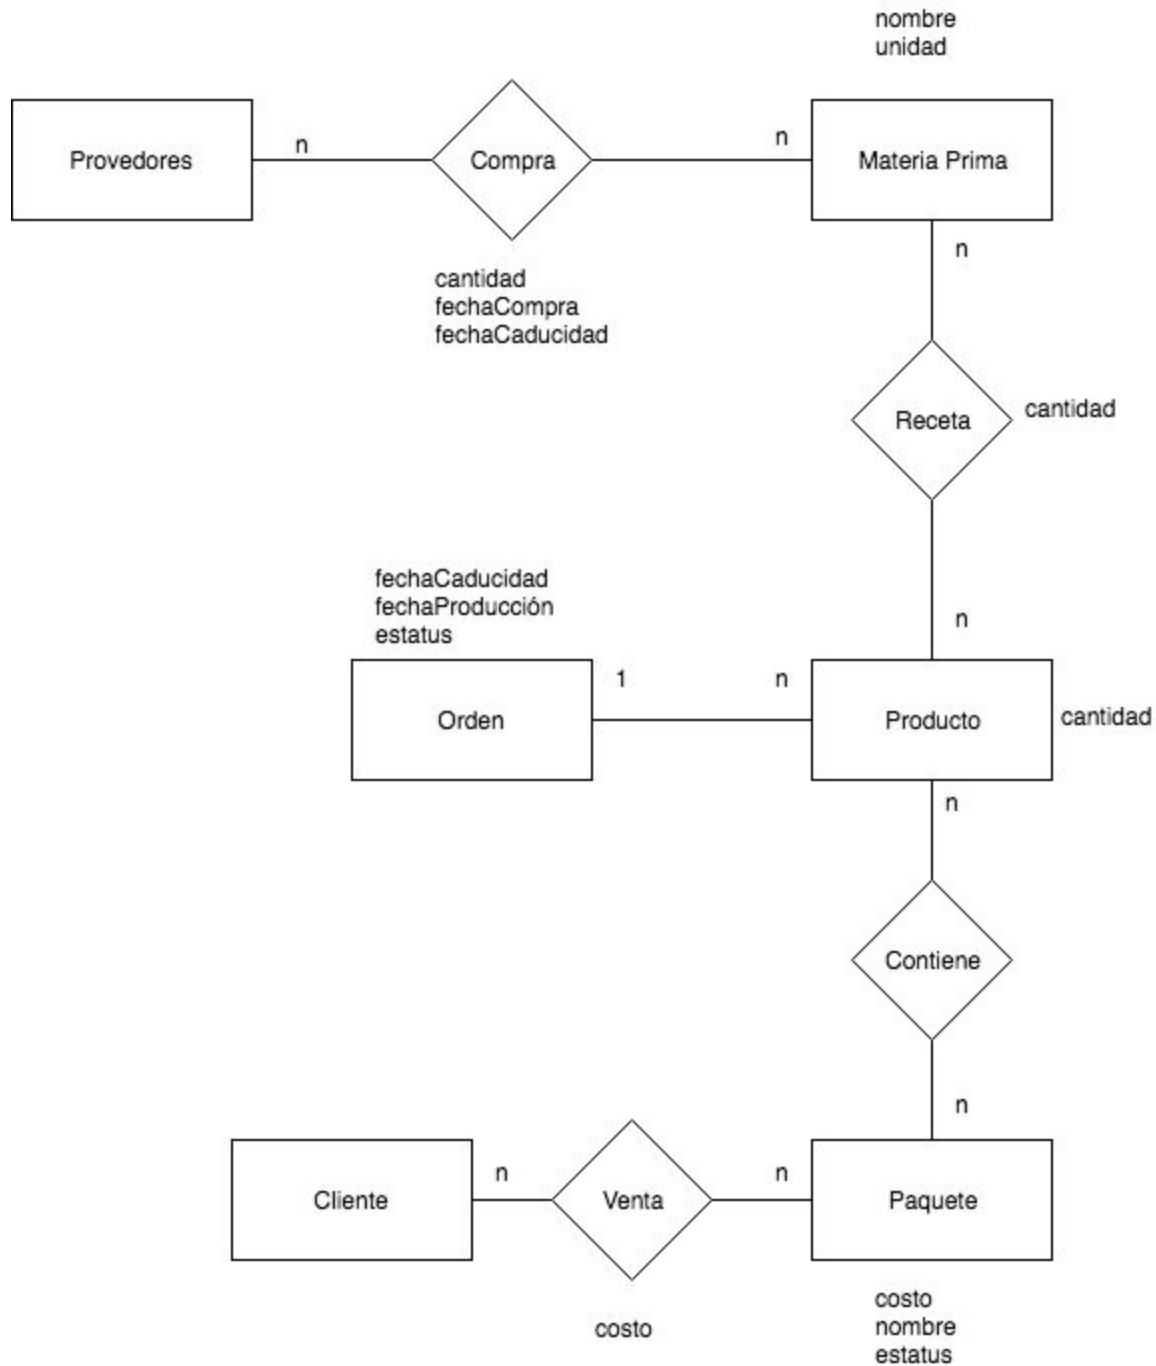 nombre
unidad
Provedores
n
Compra
n
Materia Prima
n
cantidad
fechaCompra
fechaCaducidad
Receta
cantidad
fechaCaducidad
fechaProducción
estatus
n
Orden
1
n
Producto
cantidad
n
Contiene
n
Cliente
n
Venta
n
Paquete
costo
costo
nombre
estatus